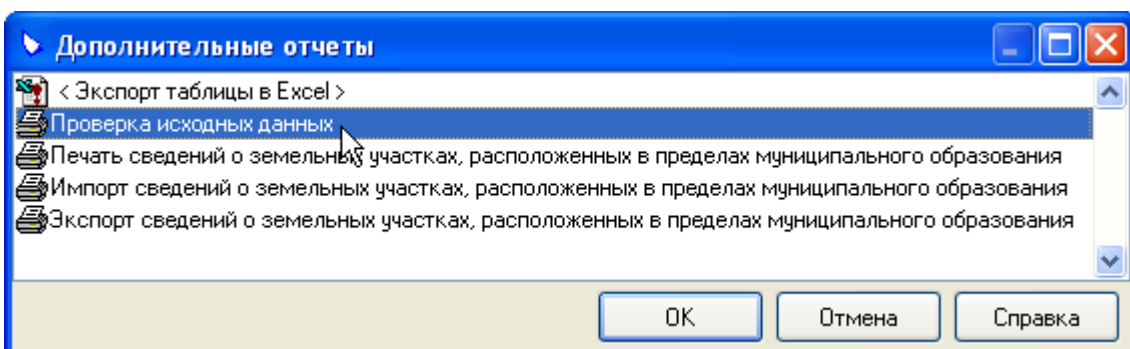 Дополнительные отчеты
< Экспорт таблицы в Excel >
Проверка исходных данных
Печать сведений о земельных участках, расположенных в пределах муниципального образования
Импорт сведений о земельных участках, расположенных в пределах муниципального образования
Экспорт сведений о земельных участках, расположенных в пределах муниципального образования
OK Отмена Справка